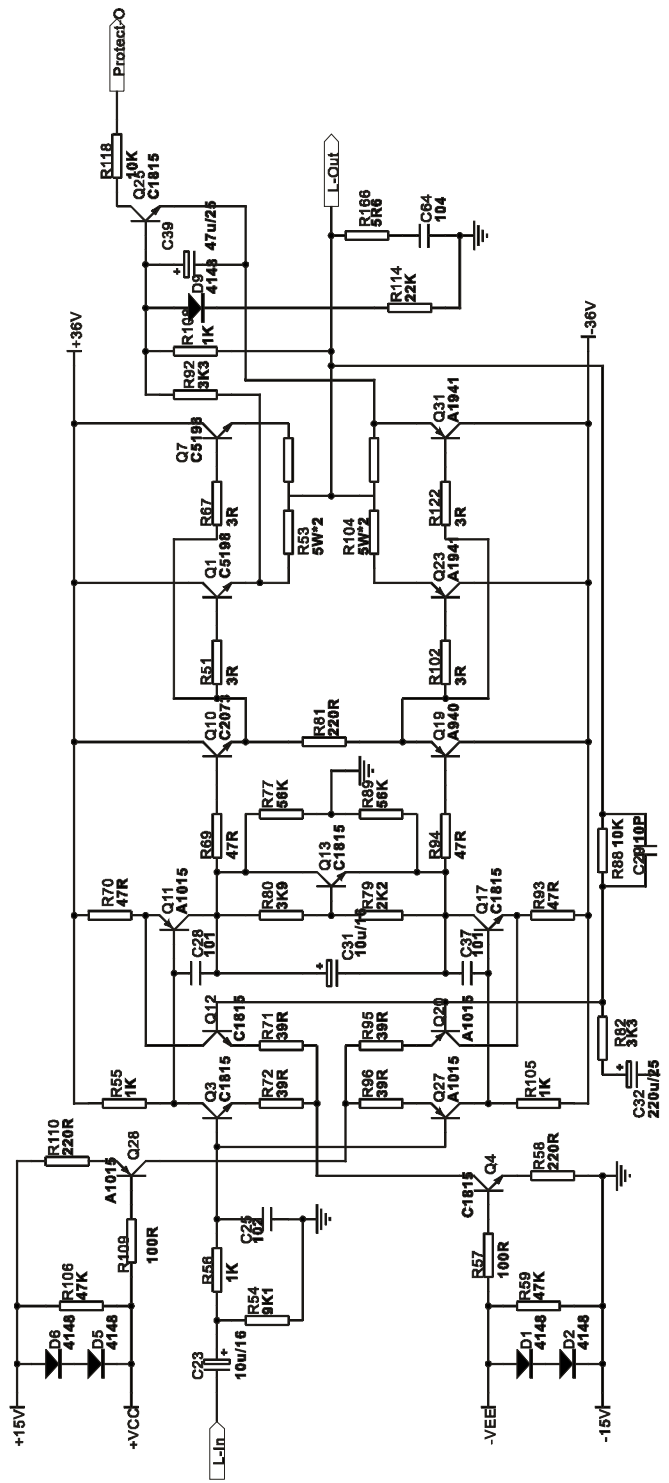 +15V
+VCC
D6
4148
D5
4148
R106
47K
R109
100R
R110
220R
A1015
Q28
L-In
C23
10u/16
+
R54
9K1
R56
1K
C25
102
-VEE
-15V
D1
4148
D2
4148
R59
47K
R57
100R
C1815
Q4
R58
220R
R55
1K
Q3
C1815
R72
39R
R96
39R
Q27
A1015
R105
1K
Q12
C1815
R71
39R
R95
39R
Q20
A1015
C32
220u/25
+
R82
3K3
R70
47R
Q11
A1015
C28
101
R80
3K9
C31
10u/16
+
Q13
C1815
R79
2K2
C37
101
Q17
C1815
R93
47R
R88
10K
C29
10P
R69
47R
R77
56K
R89
56K
R94
47R
Q10
C2073
R81
220R
Q19
A940
R51
3R
R102
3R
Q1
C5198
Q23
A1941
R67
3R
R53
5W*2
R104
5W*2
R122
3R
Q7
C5198
Q31
A1941
+36V
-36V
R92
3K3
1K
D9
4148
C39
47u/25
+
R114
22K
Q25
C1815
R118
10K
Protect-O
L-Out
R166
5R6
C64
104